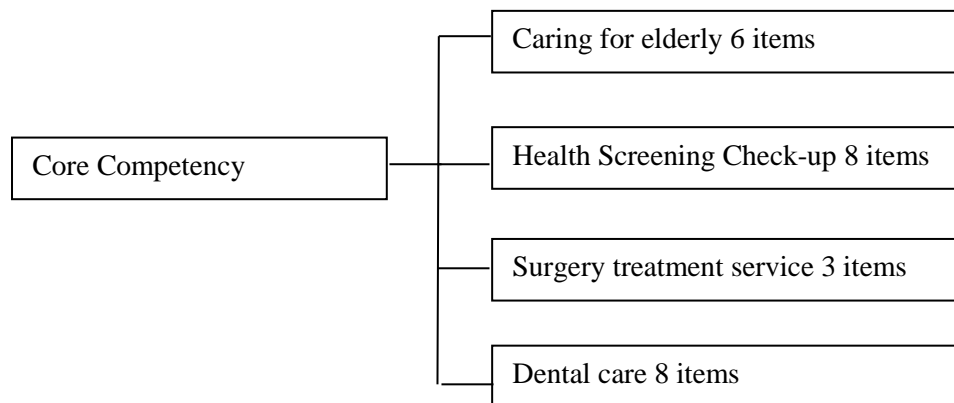 Caring for elderly 6 items
Core Competency
Health Screening Check-up 8 items
Surgery treatment service 3 items
Dental care 8 items